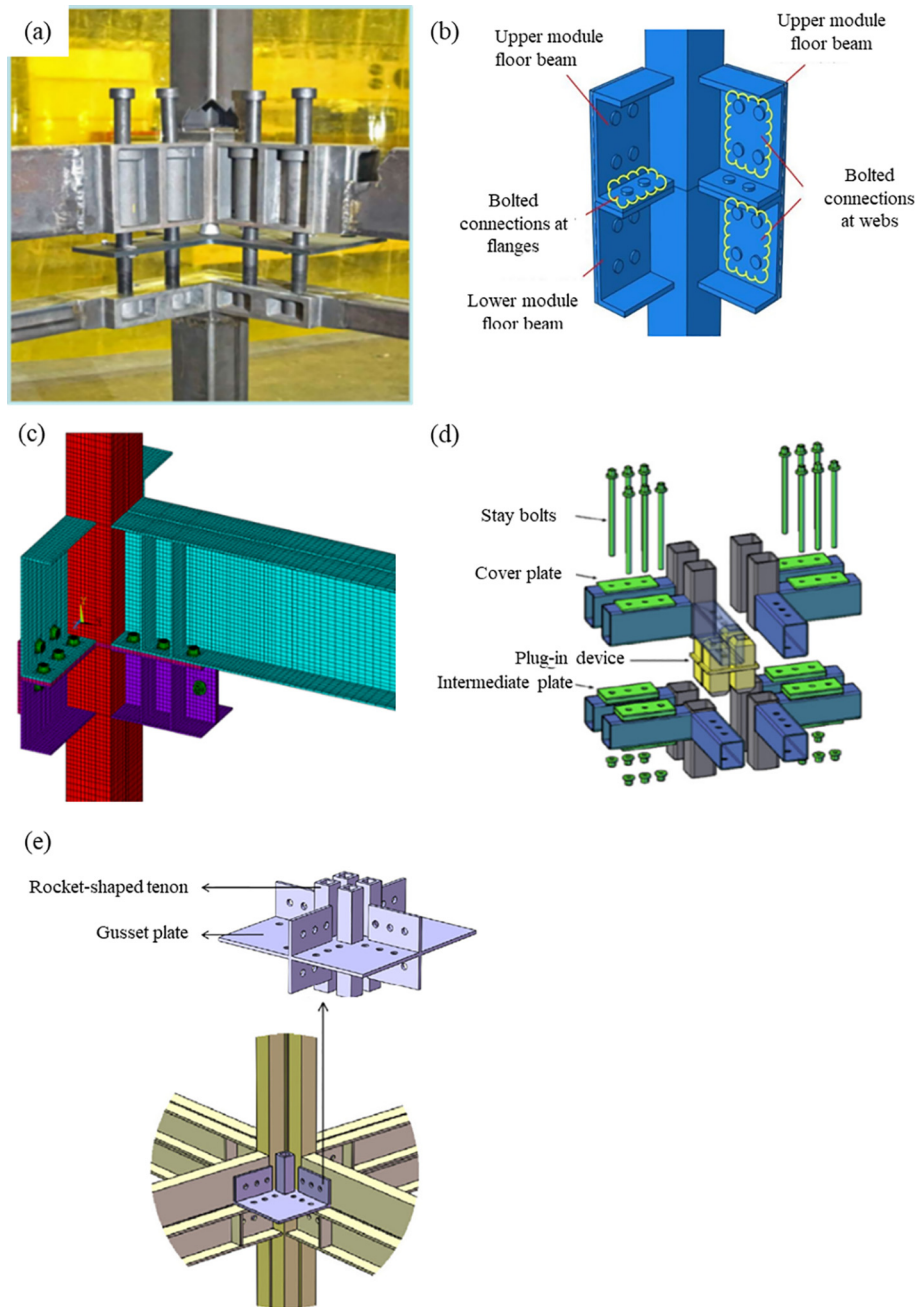 (a)
(b)
Upper module
floor beam
Upper module
floor beam
Bolted
connections at
flanges
Bolted
connections
at webs
Lower module
floor beam
(c)
(d)
Stay bolts
Cover plate
Plug-in device
Intermediate plate
(e)
Rocket-shaped tenon
Gusset plate